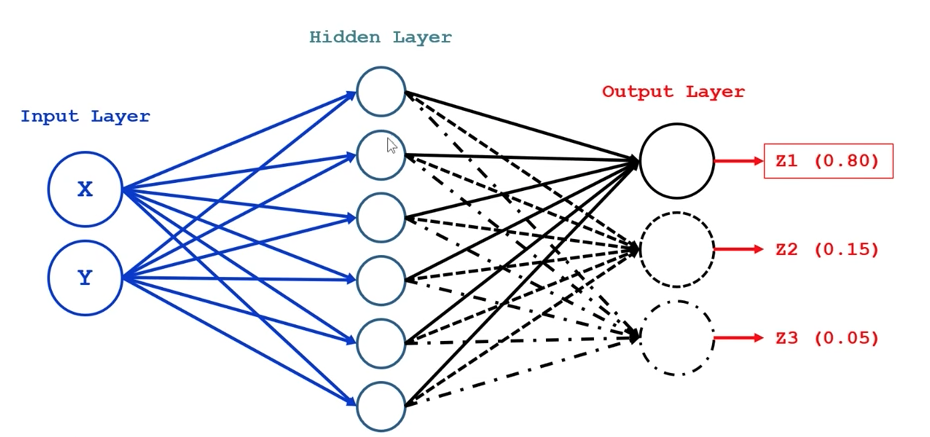 Hidden Layer
Output Layer
Input Layer
Z1 (0.80)
X
Z2 (0.15)
Y
Z3 (0.05)